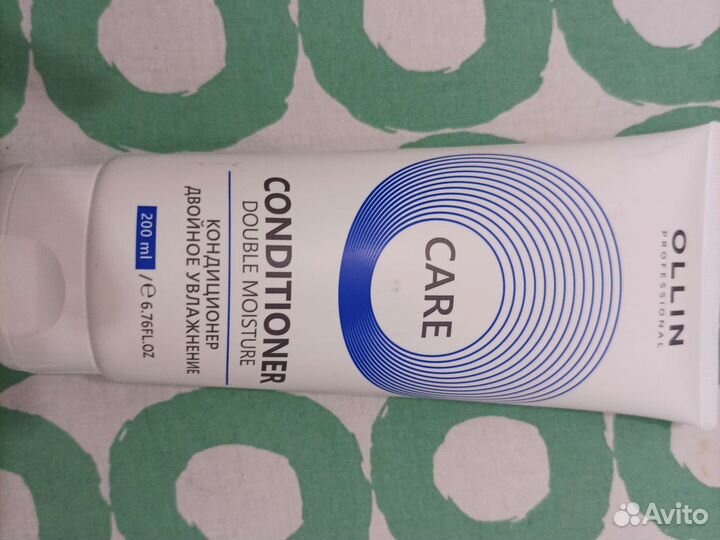 OLLIN
PROFESSIONAL
CARE
CONDITIONER
DOUBLE MOISTURE
КОНДИЦИОНЕР
ДВОЙНОЕ УВЛАЖНЕНИЕ
200 ml / ℮ 6.76FL.OZ
Avito